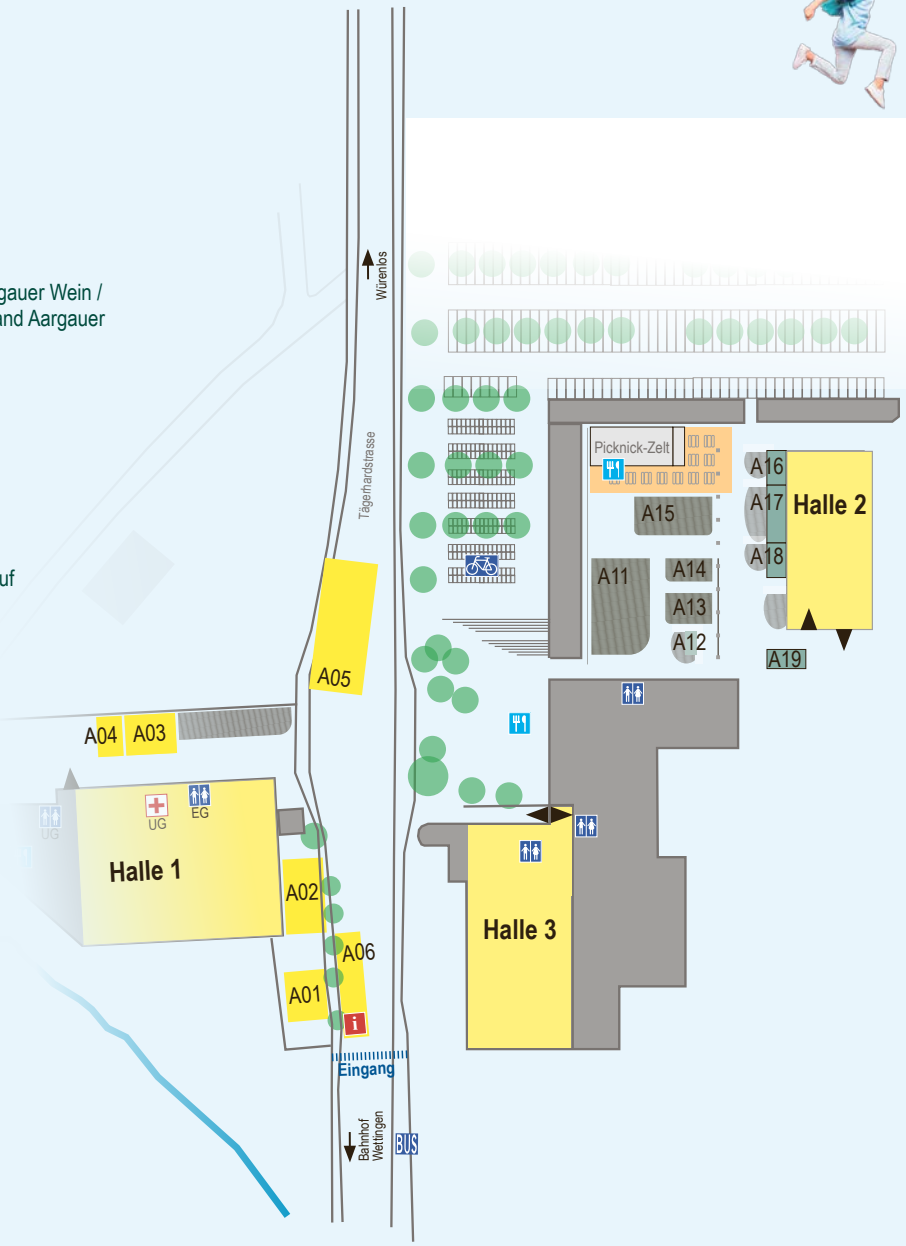 gauer Wein /
and Aargauer
Würenlos
Tägerhardstrasse
uf
Picknick-Zelt
A16
A17
Halle 2
A15
A18
A11
A14
A13
A12
A19
A05
A04
A03
UG
UG
EG
Halle 1
A02
A06
A01
i
Halle 3
Eingang
Bahnhof
Wettingen
BUS